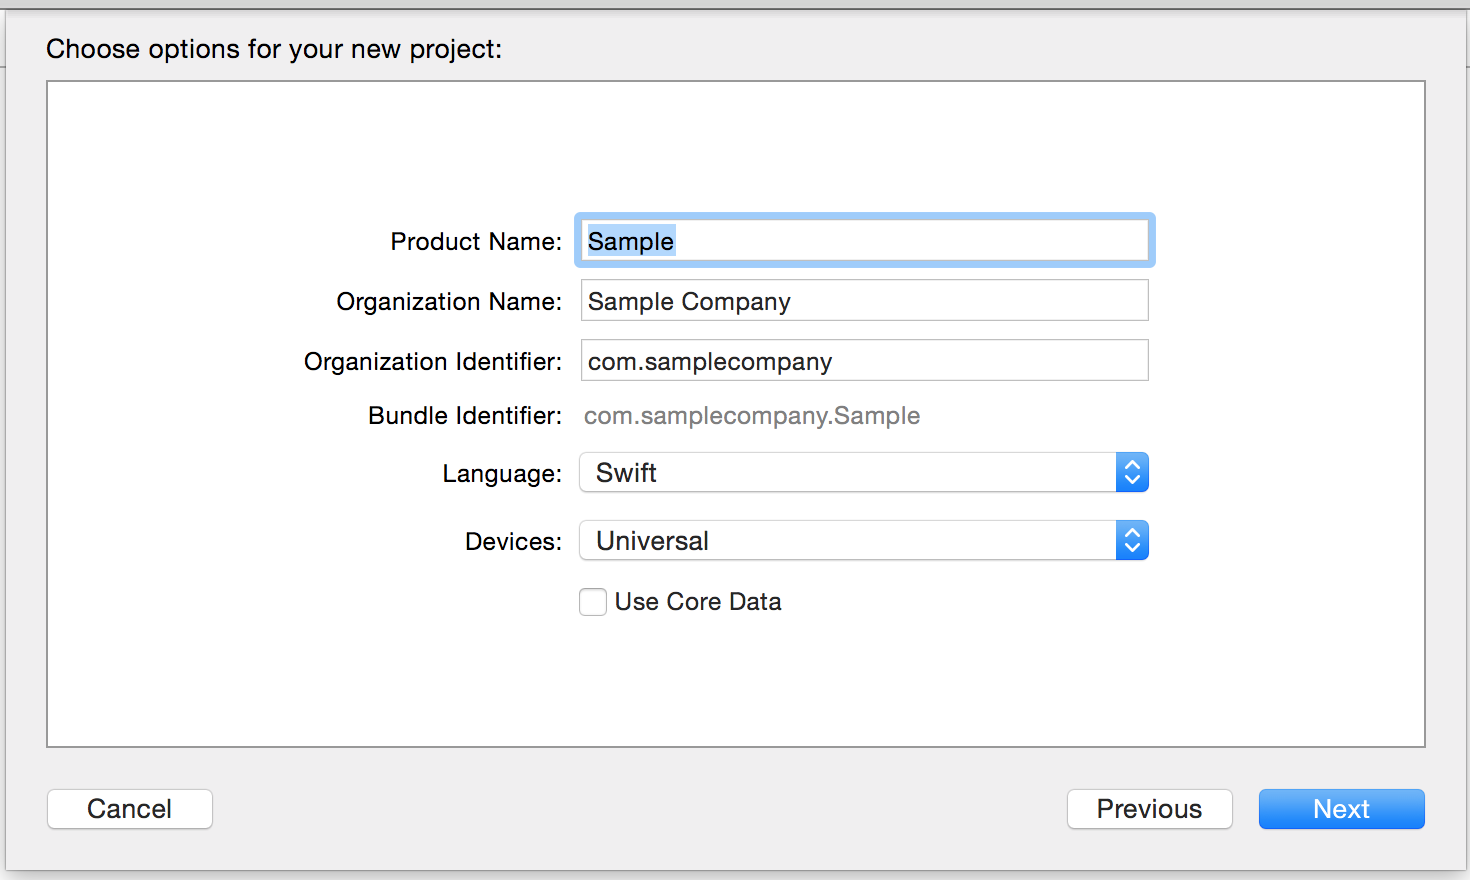 Choose options for your new project:
Product Name: Sample
Organization Name: Sample Company
Organization Identifier: com.samplecompany
Bundle Identifier: com.samplecompany.Sample
Language: Swift
Devices: Universal
Use Core Data
Cancel Previous Next